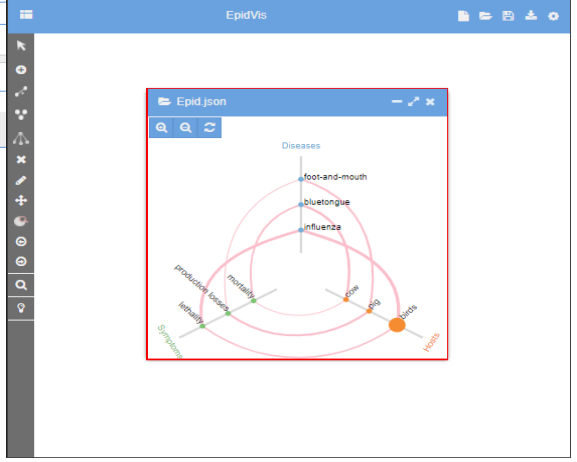 EpidVis
Epid.json
Diseases
foot-and-mouth
bluetongue
influenza
production losses
mortality
lethality
cow
pig
birds
Symptoms
Hosts